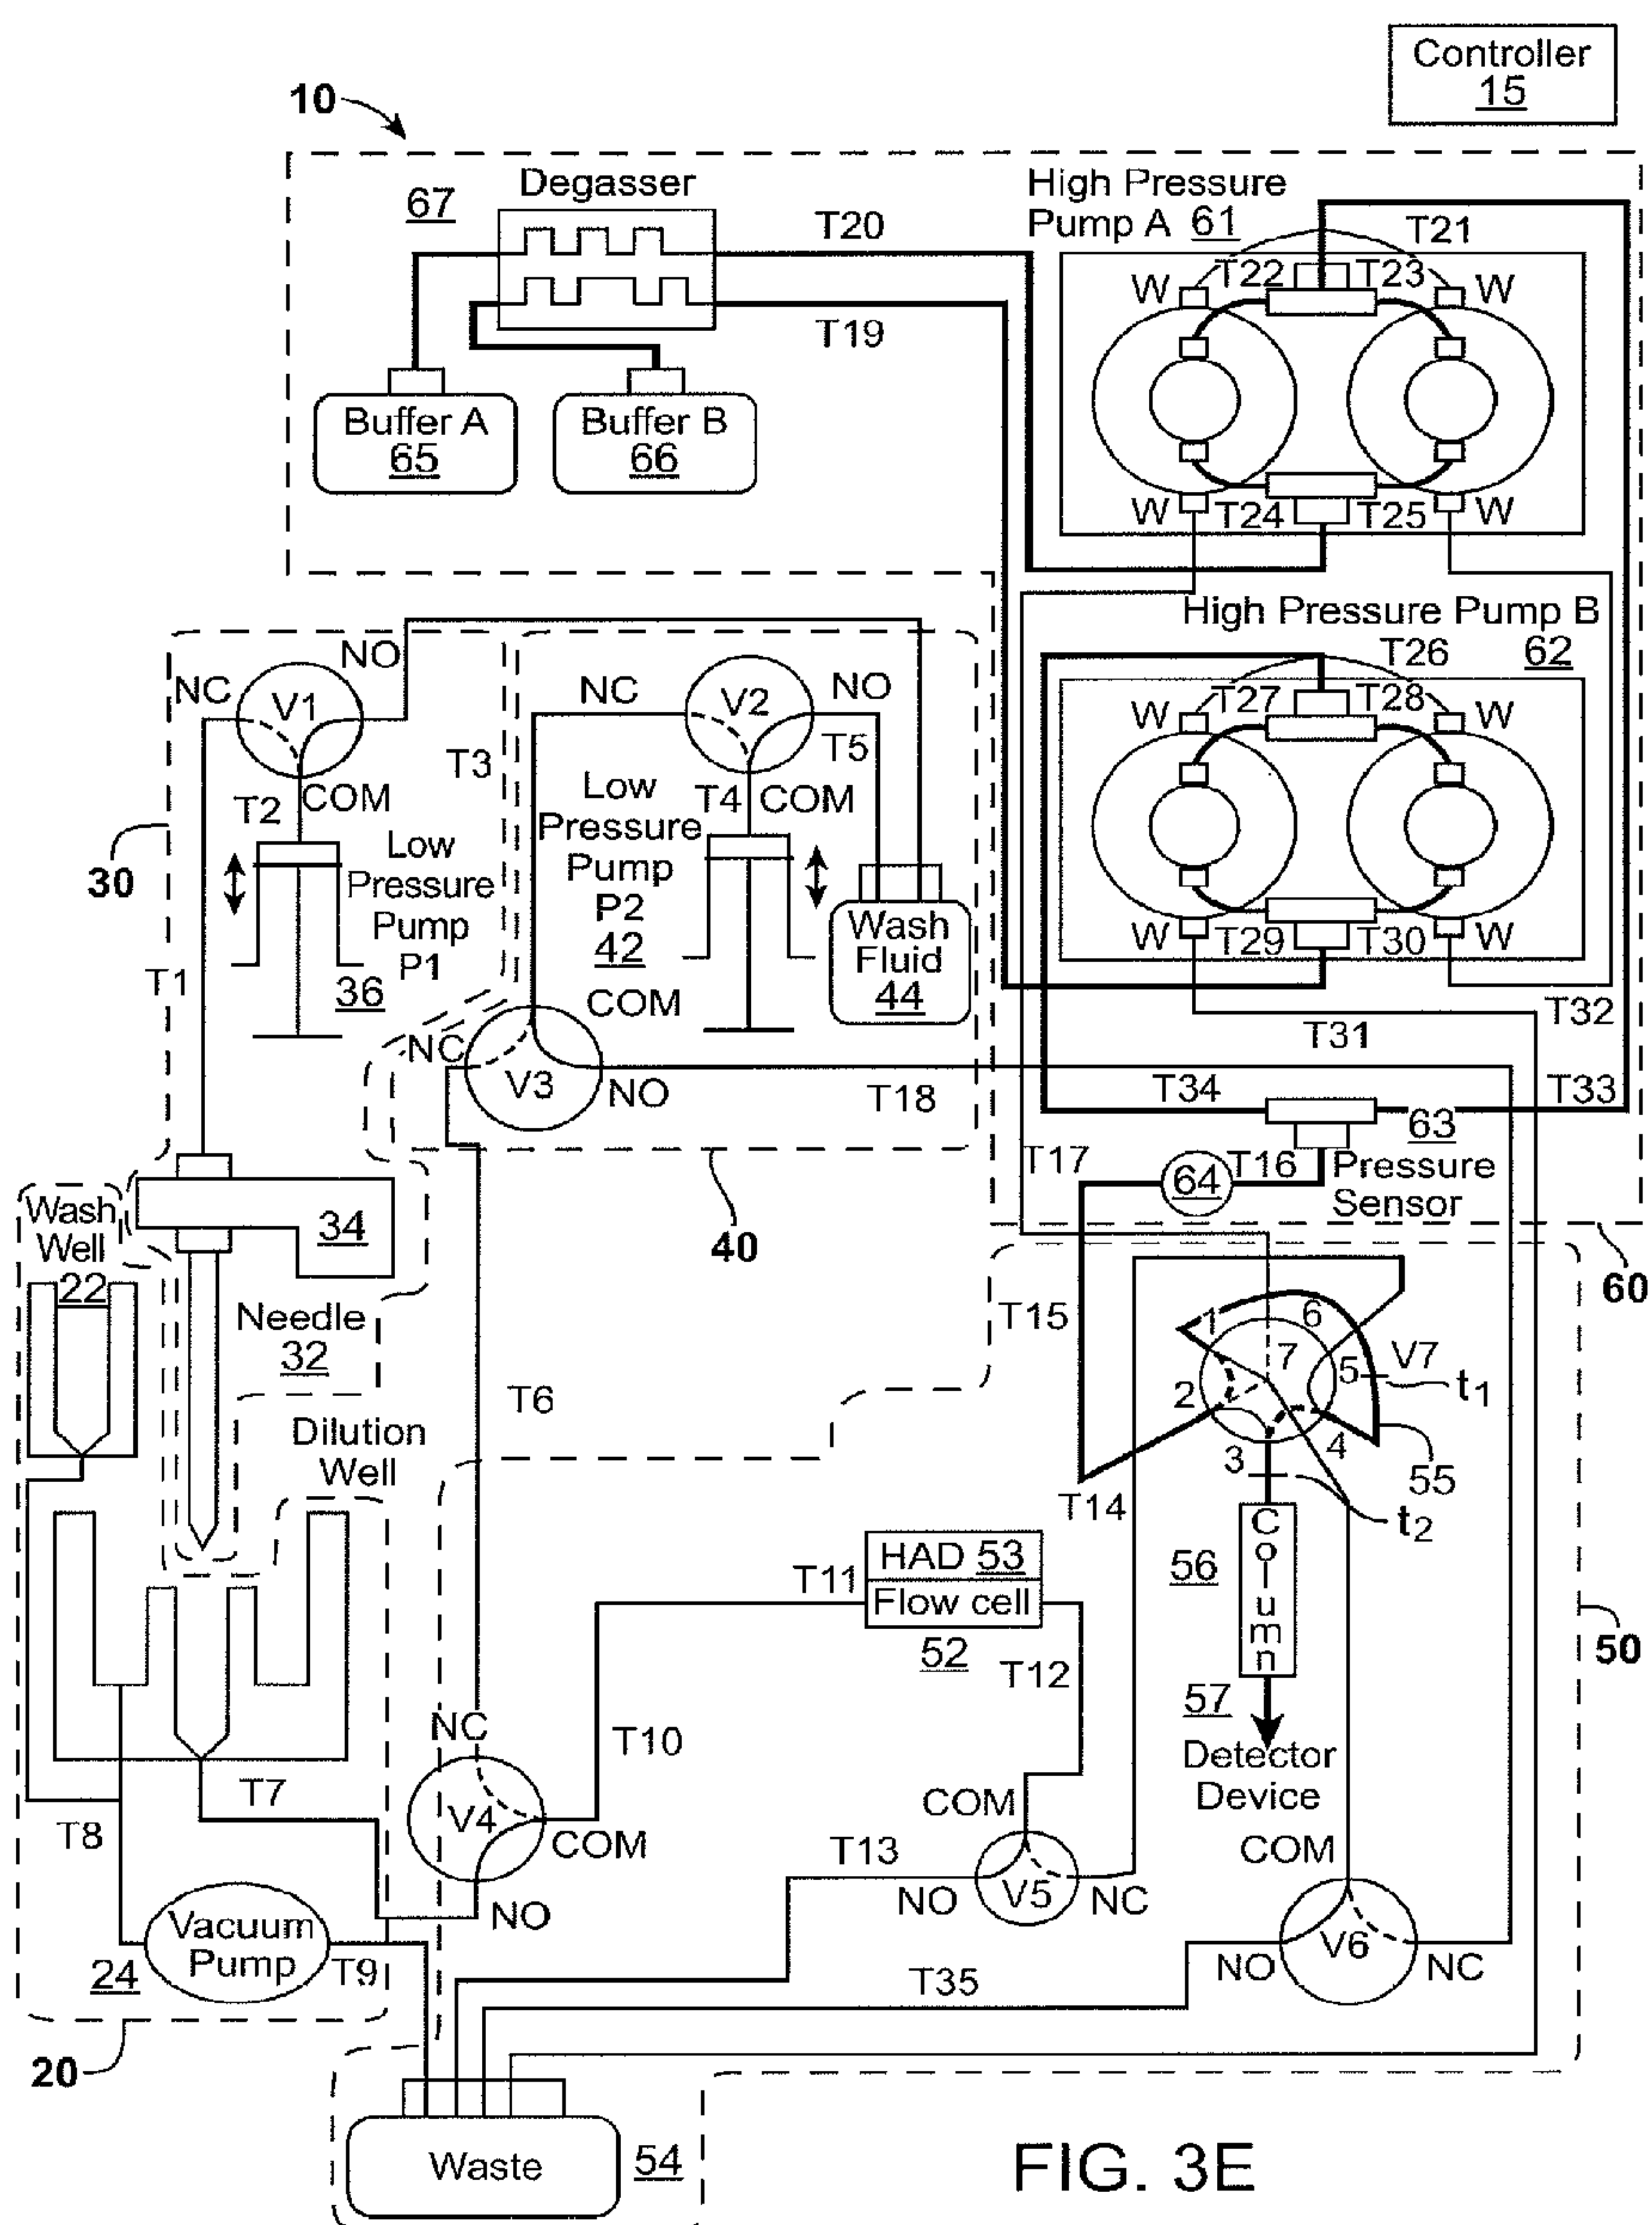 Controller
15
10
67
Degasser
T20
T19
High Pressure
Pump A 61
T21
T22
T23
W
W
W
T24
T25
W
Buffer A
65
Buffer B
66
High Pressure Pump B
62
T26
T27
T28
W
W
W
T29
T30
W
T32
T31
NO
NC
V1
T3
COM
T2
Low
Pressure
Pump
P1
36
30
T1
NC
V2
NO
T5
T4
COM
Low
Pressure
Pump
P2
42
COM
Wash
Fluid
44
NC
V3
NO
T18
T34
T33
63
Pressure
Sensor
T17
64
T16
40
60
Wash
Well
22
34
Needle
32
Dilution
Well
T6
T15
1
6
7
5
V7
t1
2
3
4
55
T14
t2
Column
56
57
Detector
Device
HAD 53
Flow cell
52
T11
T12
50
NC
V4
COM
NO
T10
T7
T8
Vacuum
Pump
24
T9
20
COM
T13
NO
V5
NC
COM
V6
NO
NC
T35
Waste
54
FIG. 3E